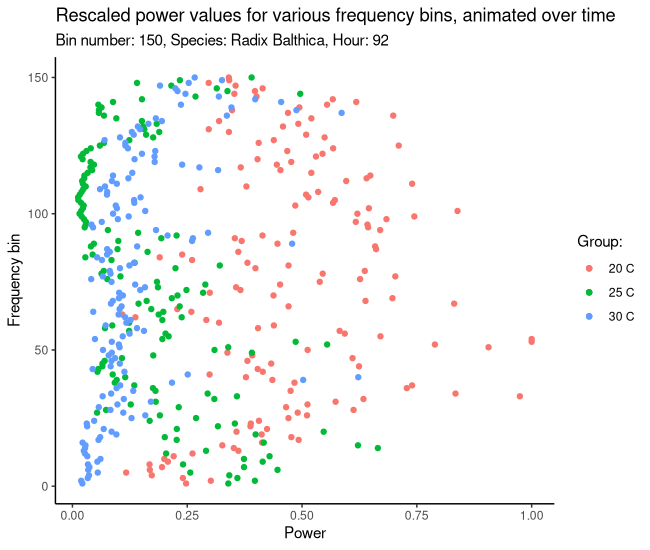 Rescaled power values for various frequency bins, animated over time
Bin number: 150, Species: Radix Balthica, Hour: 92
150
100
50
0
Frequency bin
0.00
0.25
0.50
0.75
1.00
Power
Group:
20 C
25 C
30 C